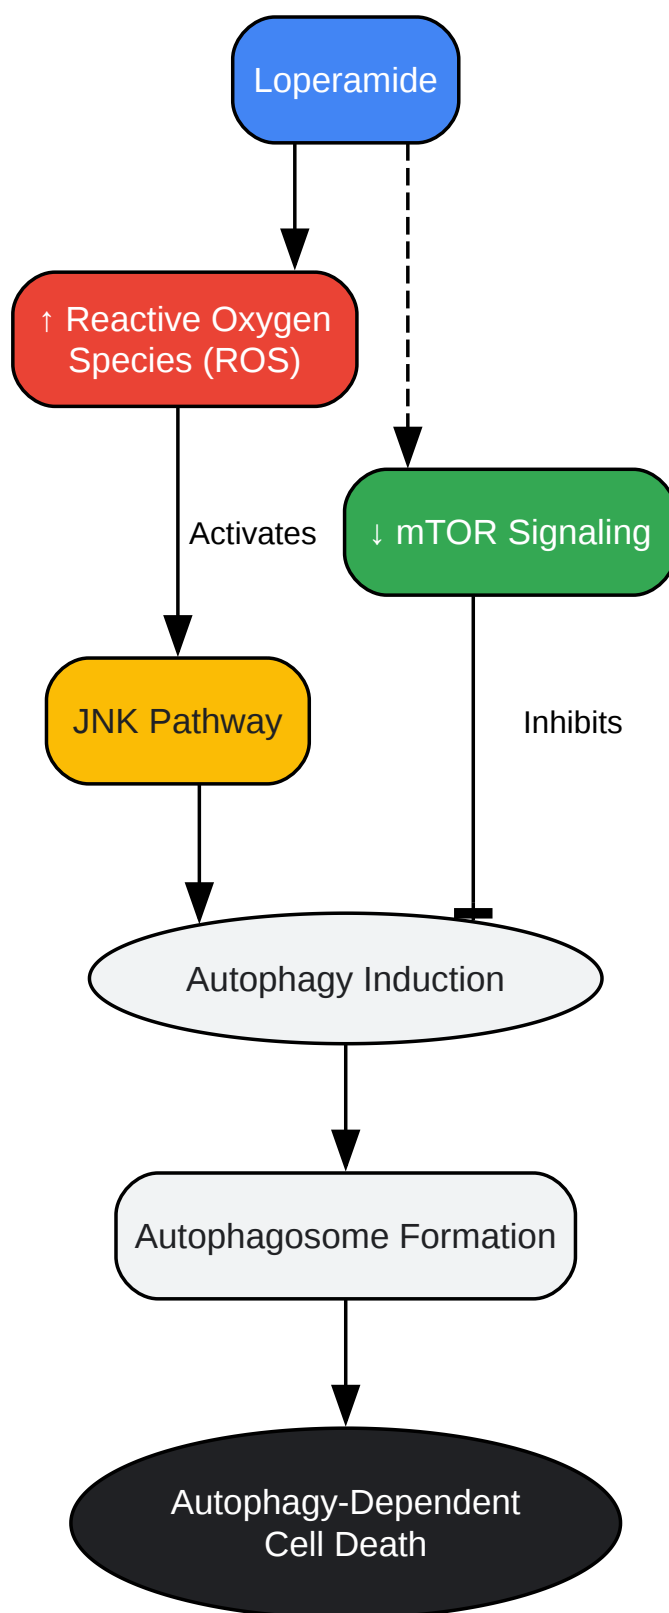 Loperamide
↑ Reactive Oxygen
Species (ROS)
Activates
↓ mTOR Signaling
JNK Pathway
Inhibits
Autophagy Induction
Autophagosome Formation
Autophagy-Dependent
Cell Death